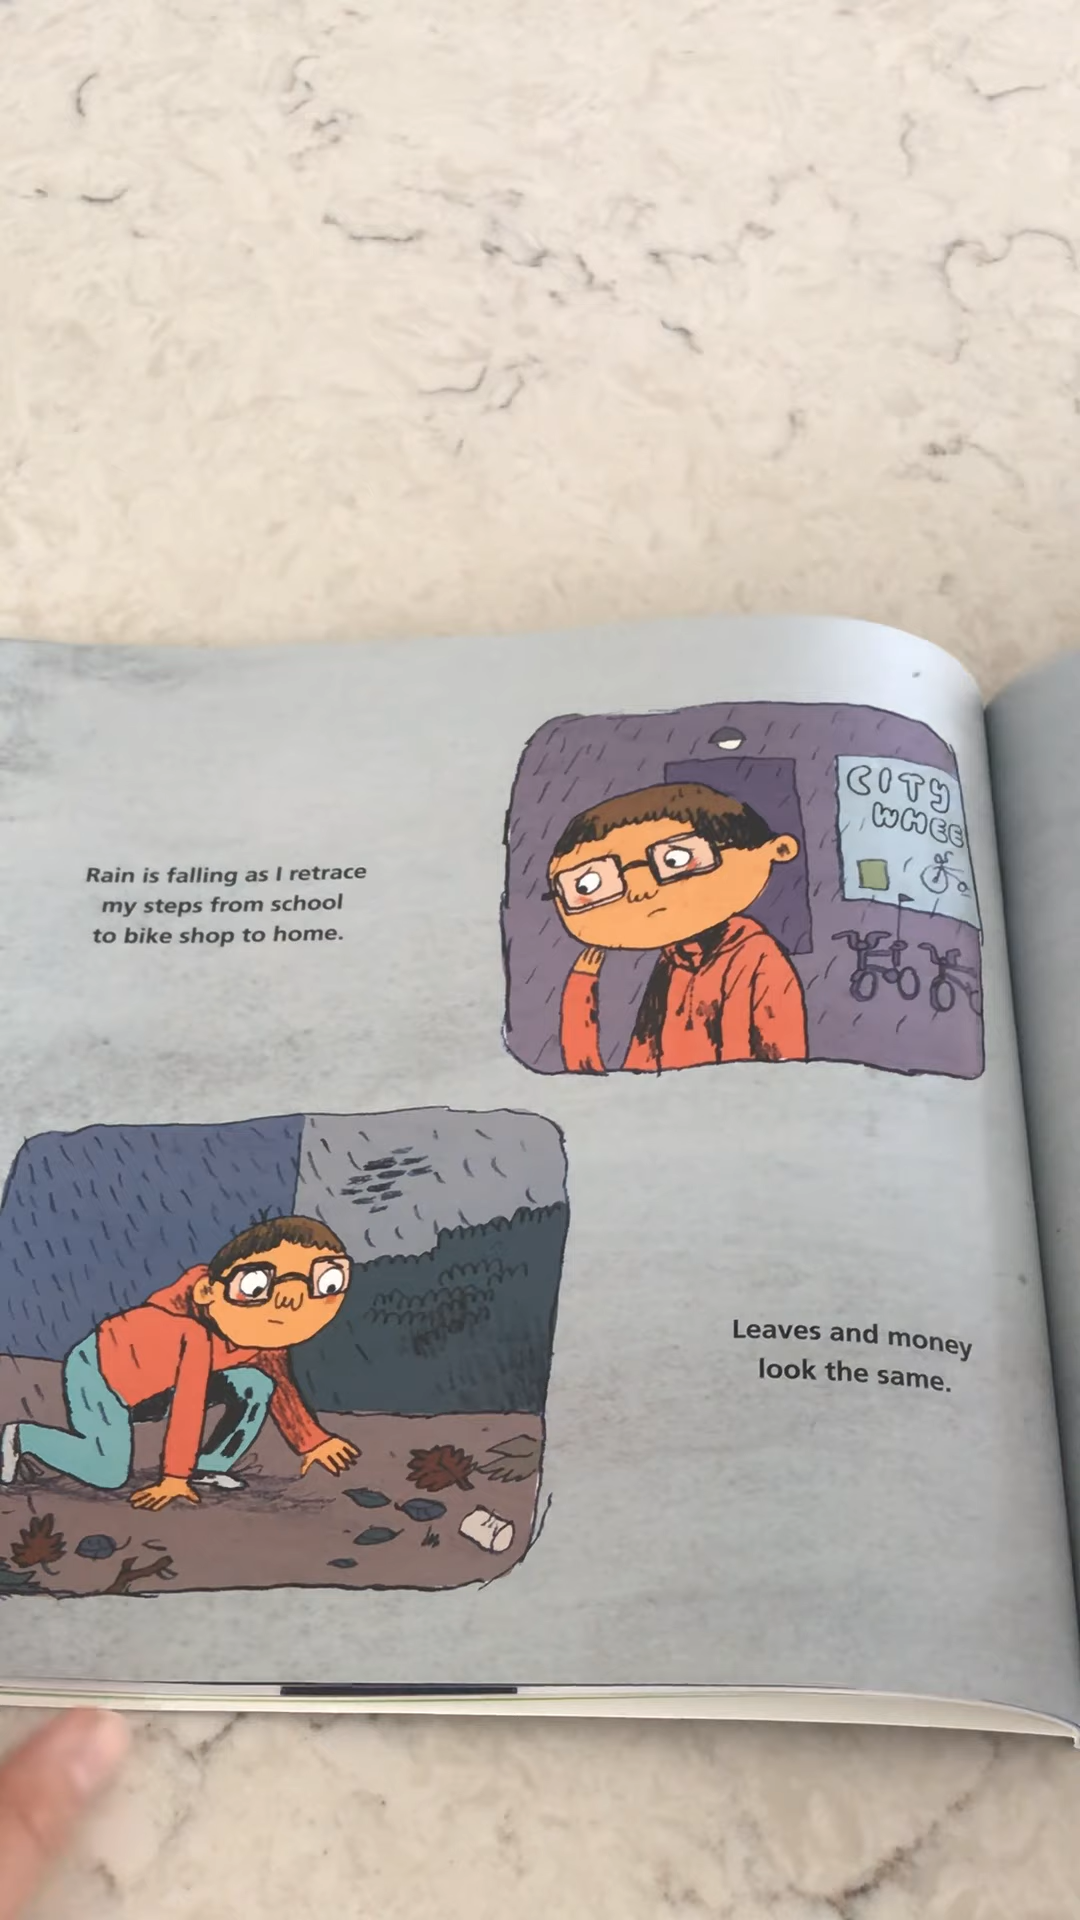 Rain is falling as I retrace
my steps from school
to bike shop to home.
CITY
WHEE
Leaves and money
look the same.